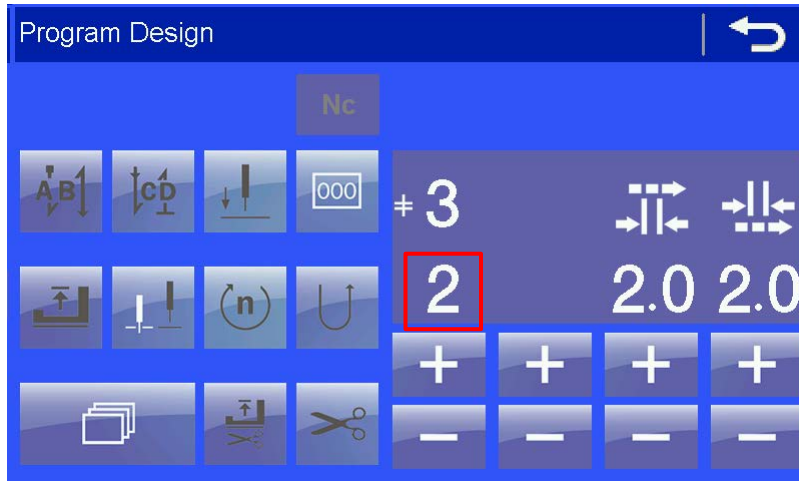 Program Design
Nc
A B
C D
000
3
n
2
2.0
2.0
+ + + +
- - - -